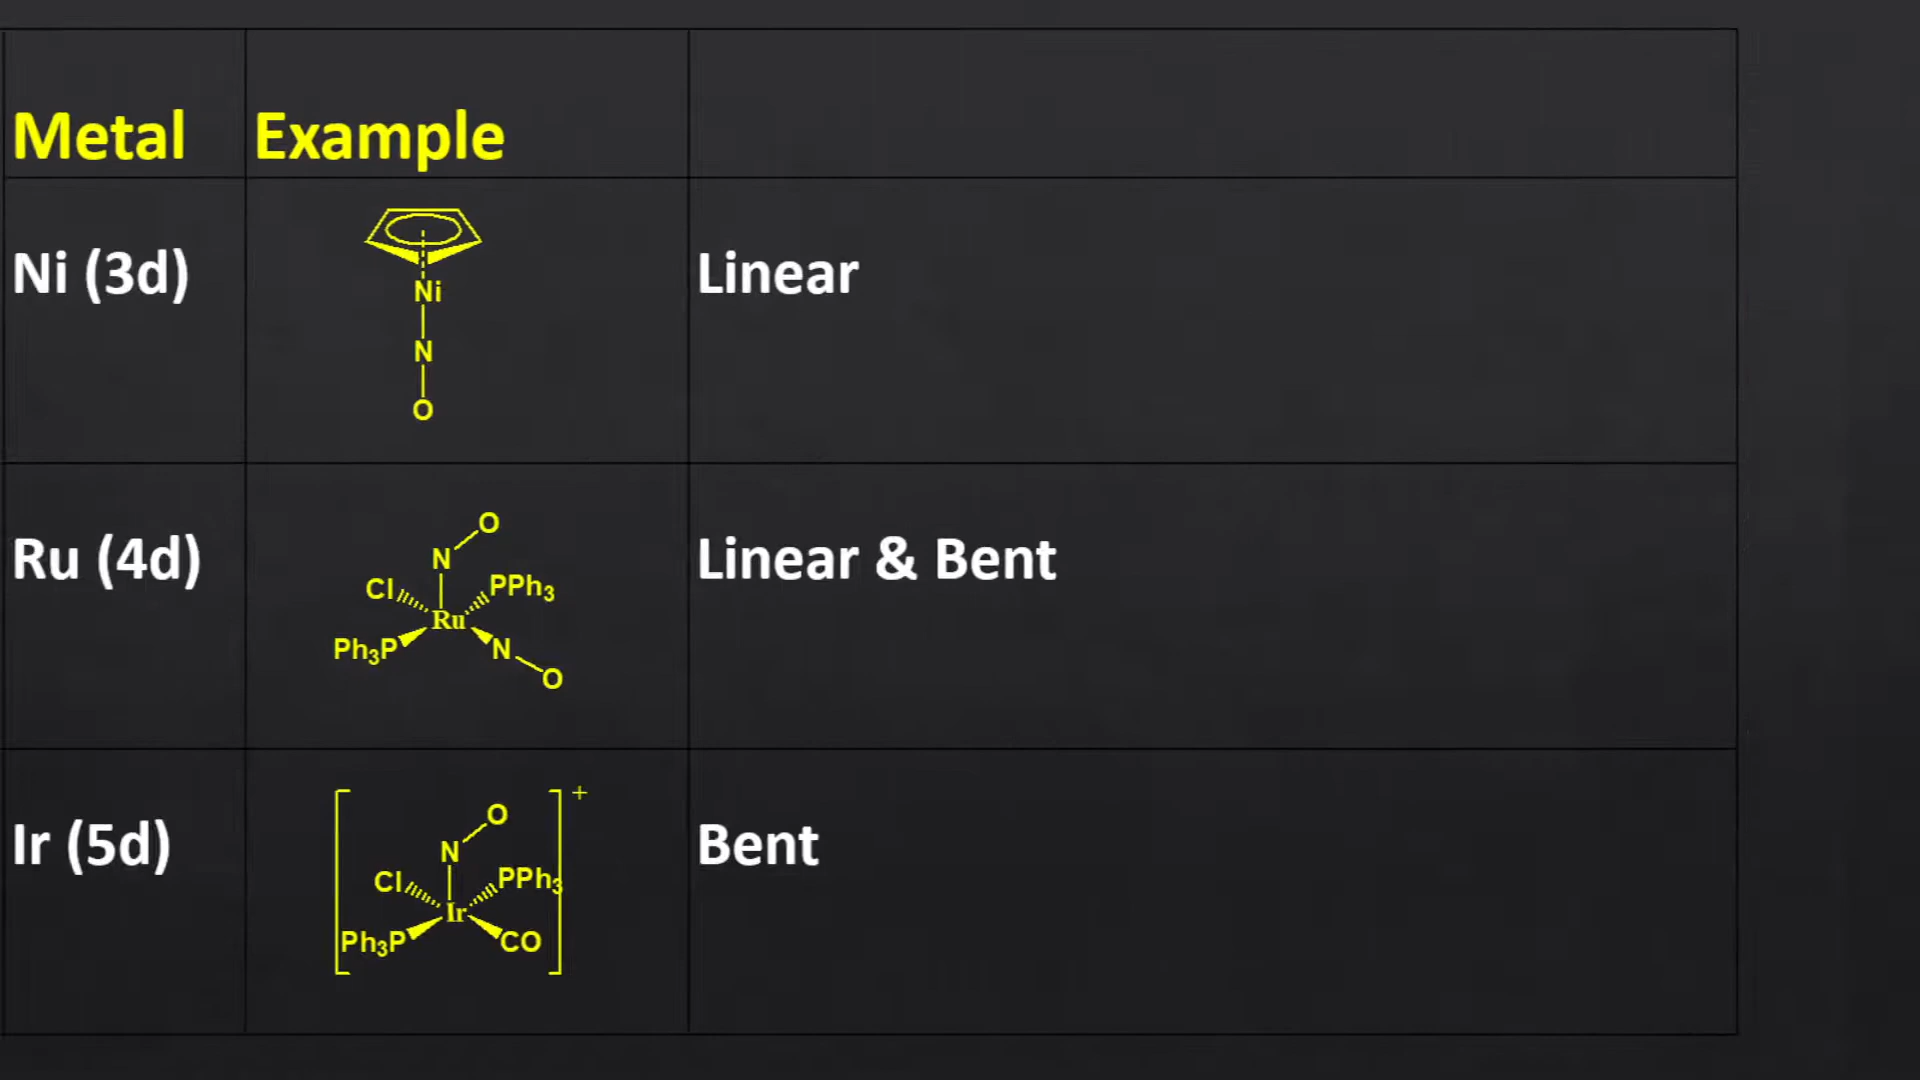 Metal Example
Ni (3d) Linear
Ni
N
O
Ru (4d) Linear & Bent
O
N
Cl PPh3
Ru
Ph3P N
O
Ir (5d) Bent
+
O
N
Cl PPh3
Ir
Ph3P CO